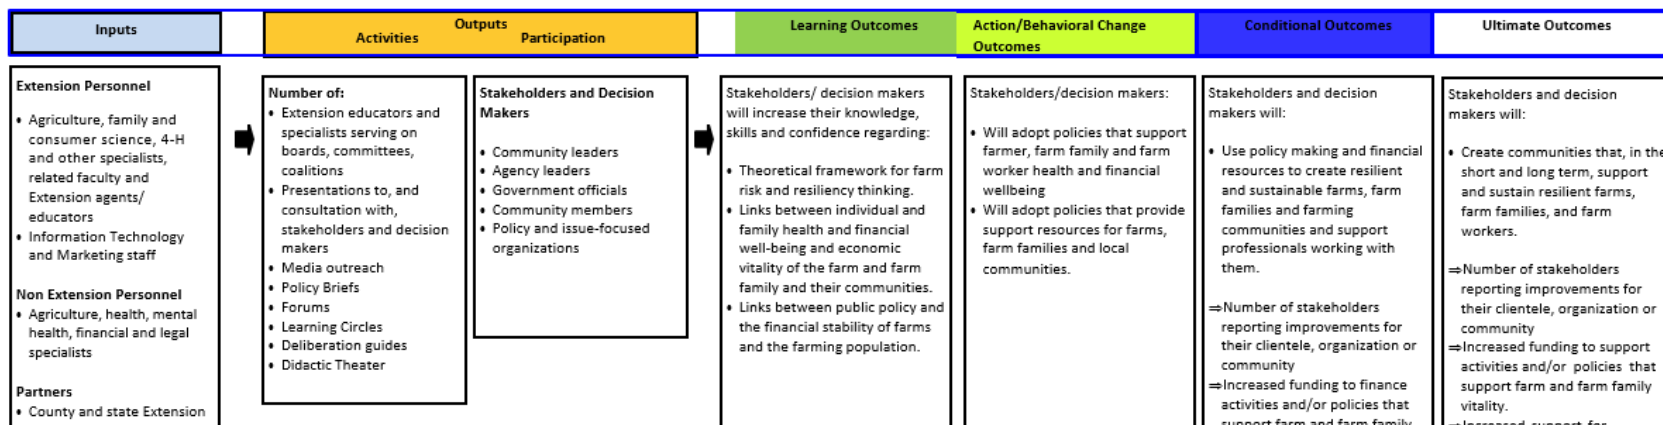 Inputs
Outputs
Activities
Participation
Learning Outcomes
Action/Behavioral Change
Outcomes
Conditional Outcomes
Ultimate Outcomes
Extension Personnel
• Agriculture, family and
consumer science, 4-H
and other specialists,
related faculty and
Extension agents/
educators
• Information Technology
and Marketing staff
Non Extension Personnel
• Agriculture, health, mental
health, financial and legal
specialists
Partners
• County and state Extension
Number of:
• Extension educators and
specialists serving on
boards, committees,
coalitions
• Presentations to, and
consultation with,
stakeholders and decision
makers
• Media outreach
• Policy Briefs
• Forums
• Learning Circles
• Deliberation guides
• Didactic Theater
Stakeholders and Decision
Makers
• Community leaders
• Agency leaders
• Government officials
• Community members
• Policy and issue-focused
organizations
Stakeholders/ decision makers
will increase their knowledge,
skills and confidence regarding:
• Theoretical framework for farm
risk and resiliency thinking.
• Links between individual and
family health and financial
well-being and economic
vitality of the farm and farm
family and their communities.
• Links between public policy and
the financial stability of farms
and the farming population.
Stakeholders/decision makers:
• Will adopt policies that support
farmer, farm family and farm
worker health and financial
wellbeing
• Will adopt policies that provide
support resources for farms,
farm families and local
communities.
Stakeholders and decision
makers will:
• Use policy making and financial
resources to create resilient
and sustainable farms, farm
families and farming
communities and support
professionals working with
them.
⇒Number of stakeholders
reporting improvements for
their clientele, organization or
community
⇒Increased funding to finance
activities and/or policies that
support farm and farm family
Stakeholders and decision
makers will:
• Create communities that, in the
short and long term, support
and sustain resilient farms,
farm families, and farm
workers.
⇒Number of stakeholders
reporting improvements for
their clientele, organization or
community
⇒Increased funding to support
activities and/or policies that
support farm and farm family
vitality.
⇒Increased support for